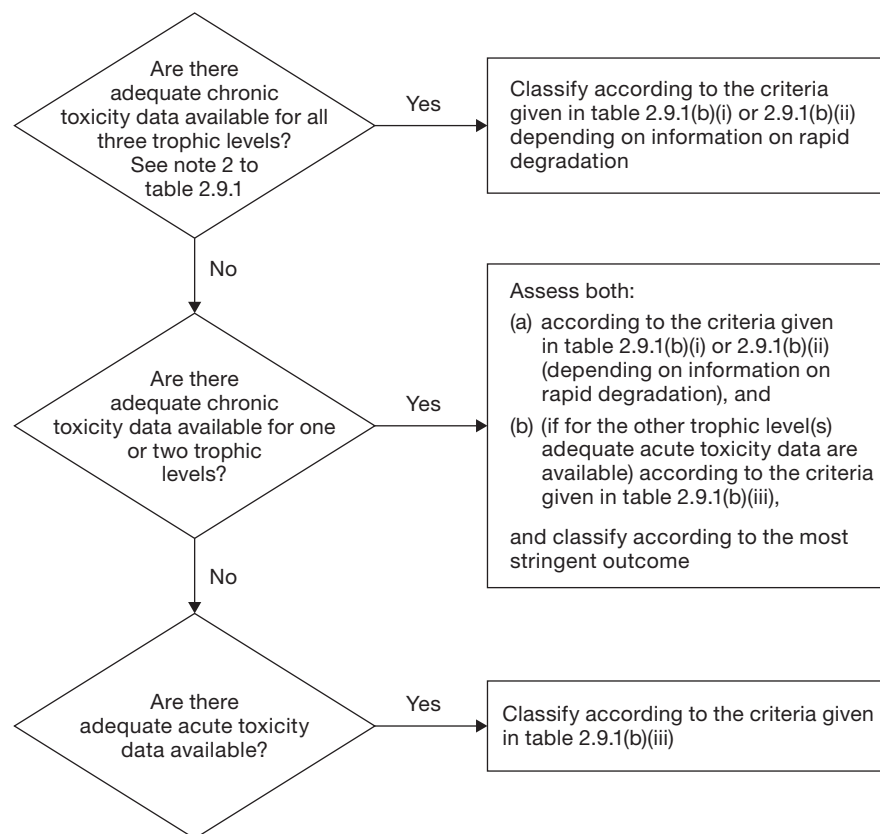 Are there
adequate chronic
toxicity data available for all
three trophic levels?
See note 2 to
table 2.9.1
Yes
Classify according to the criteria
given in table 2.9.1(b)(i) or 2.9.1(b)(ii)
depending on information on rapid
degradation
No
Are there
adequate chronic
toxicity data available for one
or two trophic
levels?
Yes
Assess both:
(a) according to the criteria given
in table 2.9.1(b)(i) or 2.9.1(b)(ii)
(depending on information on
rapid degradation), and
(b) (if for the other trophic level(s)
adequate acute toxicity data are
available) according to the criteria
given in table 2.9.1(b)(iii),
and classify according to the most
stringent outcome
No
Are there
adequate acute toxicity
data available?
Yes
Classify according to the criteria given
in table 2.9.1(b)(iii)